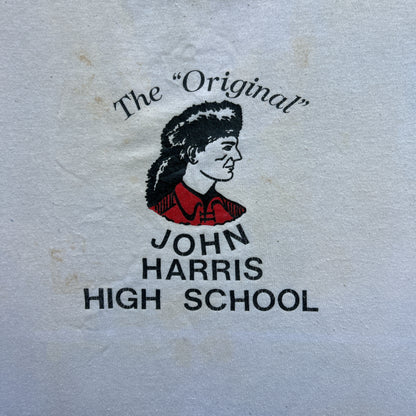 The "Original"
JOHN
HARRIS
HIGH SCHOOL